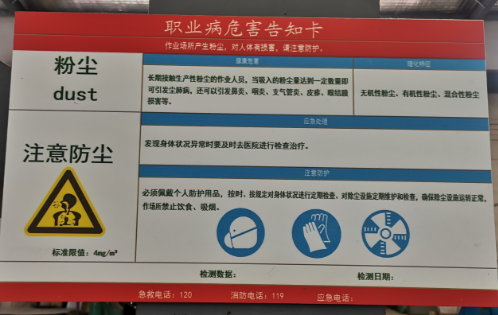 职业病危害告知卡
作业场所产生粉尘，对人体有损害，请注意防护。
粉尘
dust
健康危害
理化特征
长期接触生产性粉尘的作业人员，当吸入的粉尘量达到一定数量即
可引发尘肺病，还可以引发鼻炎、咽炎、支气管炎、皮疹、眼结膜
损害等。
无机性粉尘、有机性粉尘、混合性粉尘
注意防尘
应急处理
发现身体状况异常时要及时去医院进行检查治疗。
注意防护
必须佩戴个人防护用品，按时、按规定对身体状况进行定期检查，对除尘设施定期维护和检查，确保除尘设施运转正常，
作场所禁止饮食、吸烟。
标准限值：4mg/m³
检测数据：
检测日期：
急救电话：120
消防电话：119
应急电话：